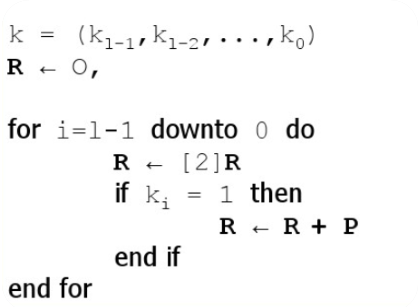 k = (k_{l-1}, k_{l-2}, ..., k_0)
R ← O,
for i=l-1 downto 0 do
R ← [2]R
if k_i = 1 then
R ← R + P
end if
end for